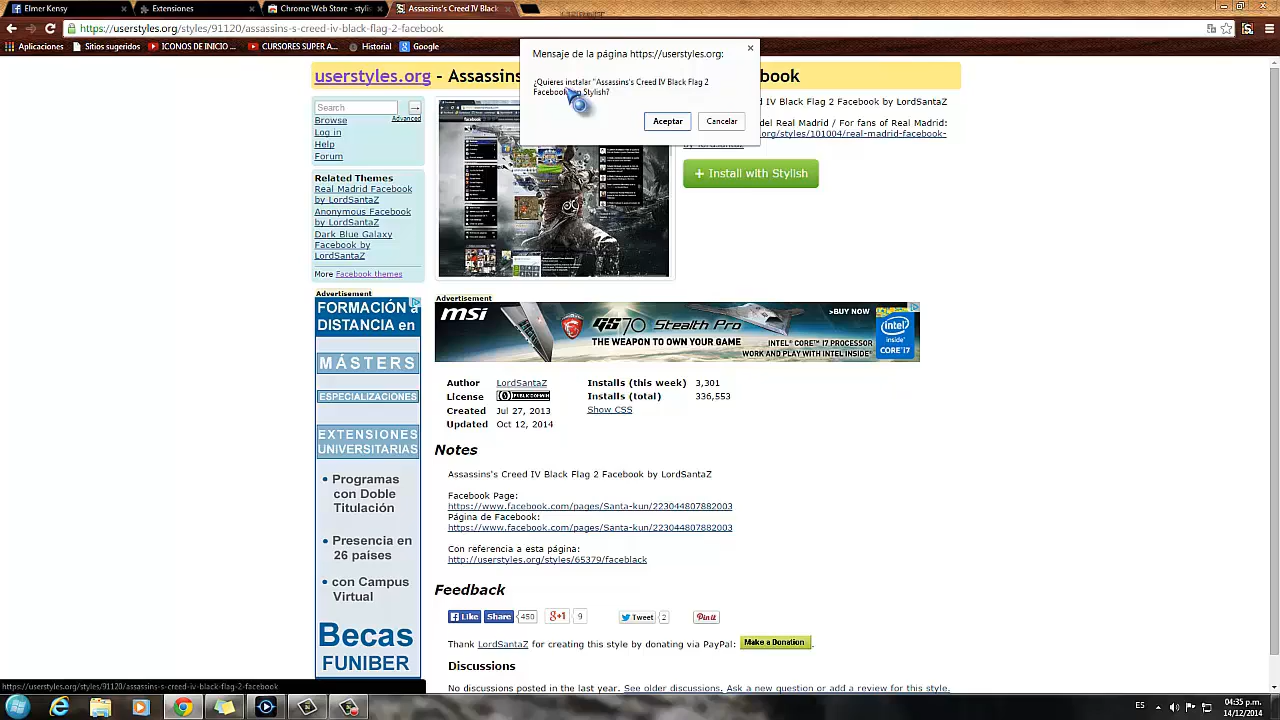 Elmer Kensy
Extensiones
Chrome Web Store - styli
Assassins's Creed IV Black
https://userstyles.org/styles/91120/assassins-s-creed-iv-black-flag-2-facebook
Aplicaciones
Sitios sugeridos
ICONOS DE INICIO ...
CURSORES SUPER A...
Historial
Google
Mensaje de la página https://userstyles.org:
¿Quieres instalar "Assassins's Creed IV Black Flag 2
Facebook en Stylish?
Aceptar
Cancelar
userstyles.org - Assassins
book
Search
Advanced
Browse
Log in
Help
Forum
Related Themes
Real Madrid Facebook
by LordSantaZ
Anonymous Facebook
by LordSantaZ
Dark Blue Galaxy
Facebook by
LordSantaZ
More Facebook themes
d IV Black Flag 2 Facebook by LordSantaZ
del Real Madrid / For fans of Real Madrid:
.org/styles/101004/real-madrid-facebook-
+ Install with Stylish
Advertisement
FORMACIÓN a
DISTANCIA en
MÁSTERS
ESPECIALIZACIONES
EXTENSIONES
UNIVERSITARIAS
• Programas
con Doble
Titulación
• Presencia en
26 países
• con Campus
Virtual
Becas
FUNIBER
Advertisement
msi
GS70 Stealth Pro
THE WEAPON TO OWN YOUR GAME
>BUY NOW
INTEL® CORE™ I7 PROCESSOR
WORK AND PLAY WITH INTEL INSIDE®
intel
inside™
CORE™ i7
Author LordSantaZ
License PUBLIC DOMAIN
Created Jul 27, 2013
Updated Oct 12, 2014
Installs (this week) 3,301
Installs (total) 336,553
Show CSS
Notes
Assassins's Creed IV Black Flag 2 Facebook by LordSantaZ
Facebook Page:
https://www.facebook.com/pages/Santa-kun/223044807882003
Página de Facebook:
https://www.facebook.com/pages/Santa-kun/223044807882003
Con referencia a esta página:
http://userstyles.org/styles/65379/faceblack
Feedback
Like Share 450 g+1 9 Tweet 2 Pin it
Thank LordSantaZ for creating this style by donating via PayPal: Make a Donation .
Discussions
No discussions posted in the last year. See older discussions. Ask a new question or add a review for this style.
https://userstyles.org/styles/91120/assassins-s-creed-iv-black-flag-2-facebook
ES
04:35 p.m.
14/12/2014